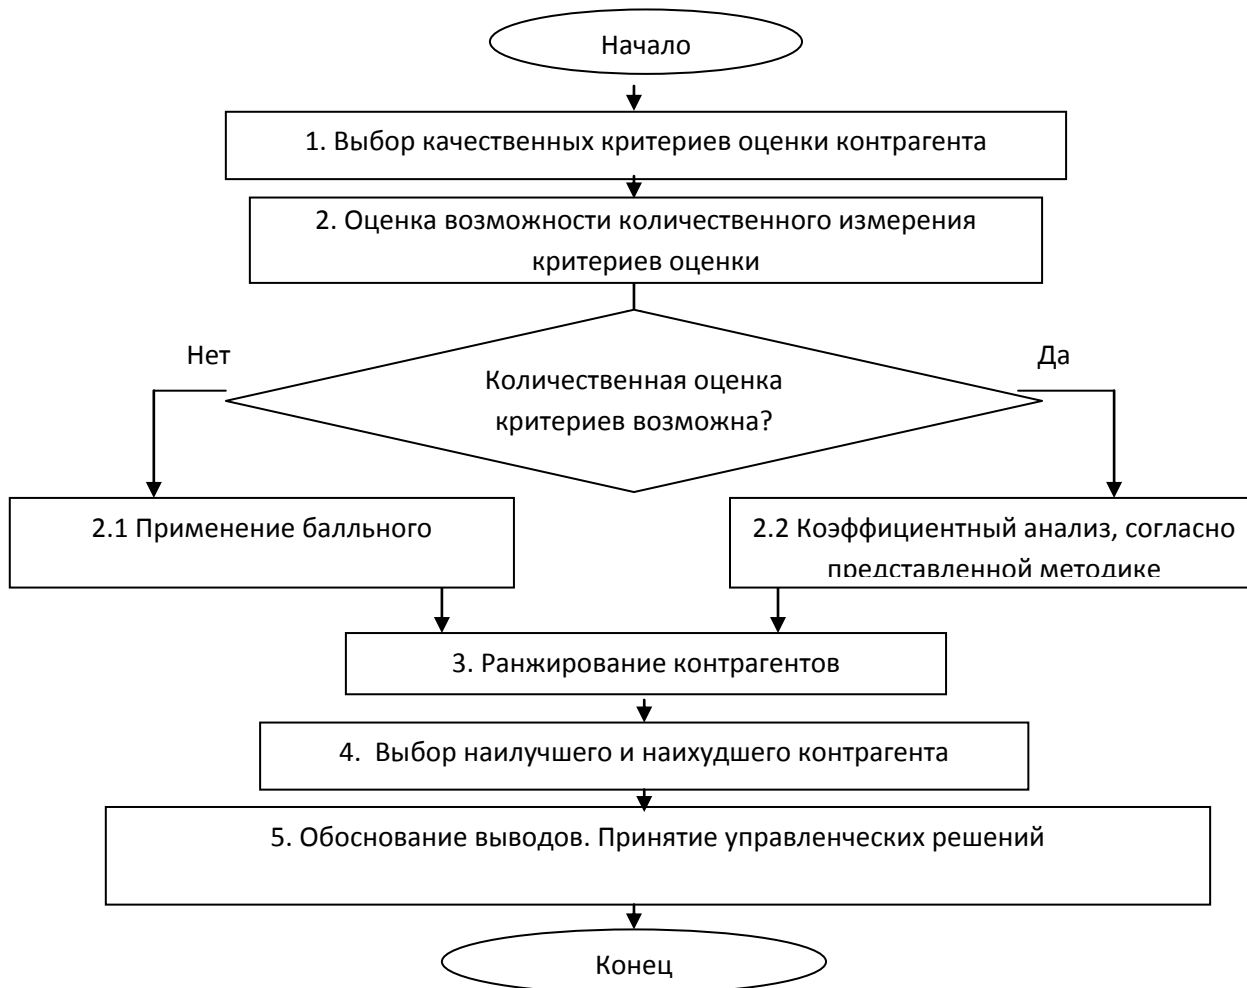 Начало
1. Выбор качественных критериев оценки контрагента
2. Оценка возможности количественного измерения
критериев оценки
Нет
Да
Количественная оценка
критериев возможна?
2.1 Применение балльного
2.2 Коэффициентный анализ, согласно
представленной методике
3. Ранжирование контрагентов
4. Выбор наилучшего и наихудшего контрагента
5. Обоснование выводов. Принятие управленческих решений
Конец